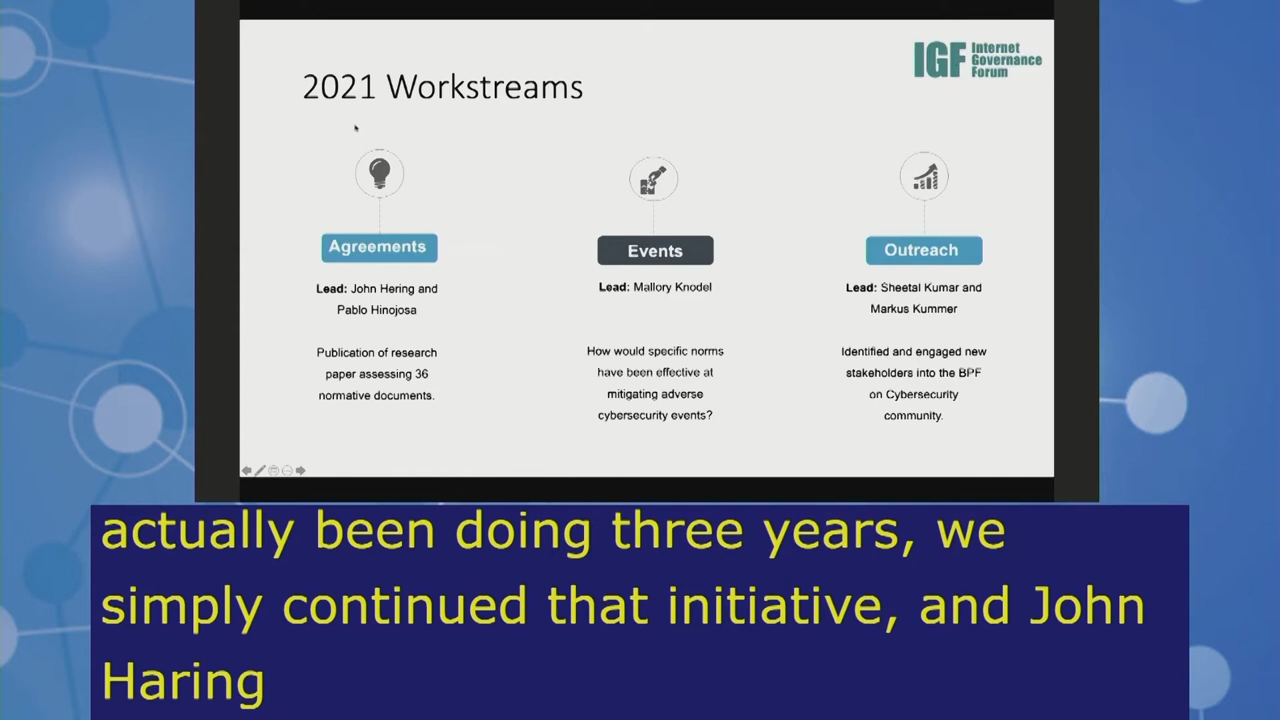 IGF Internet
Governance
Forum
2021 Workstreams
Agreements
Lead: John Hering and
Pablo Hinojosa
Publication of research
paper assessing 36
normative documents.
Events
Lead: Mallory Knodel
How would specific norms
have been effective at
mitigating adverse
cybersecurity events?
Outreach
Lead: Sheetal Kumar and
Markus Kummer
Identified and engaged new
stakeholders into the BPF
on Cybersecurity
community.
actually been doing three years, we
simply continued that initiative, and John
Haring